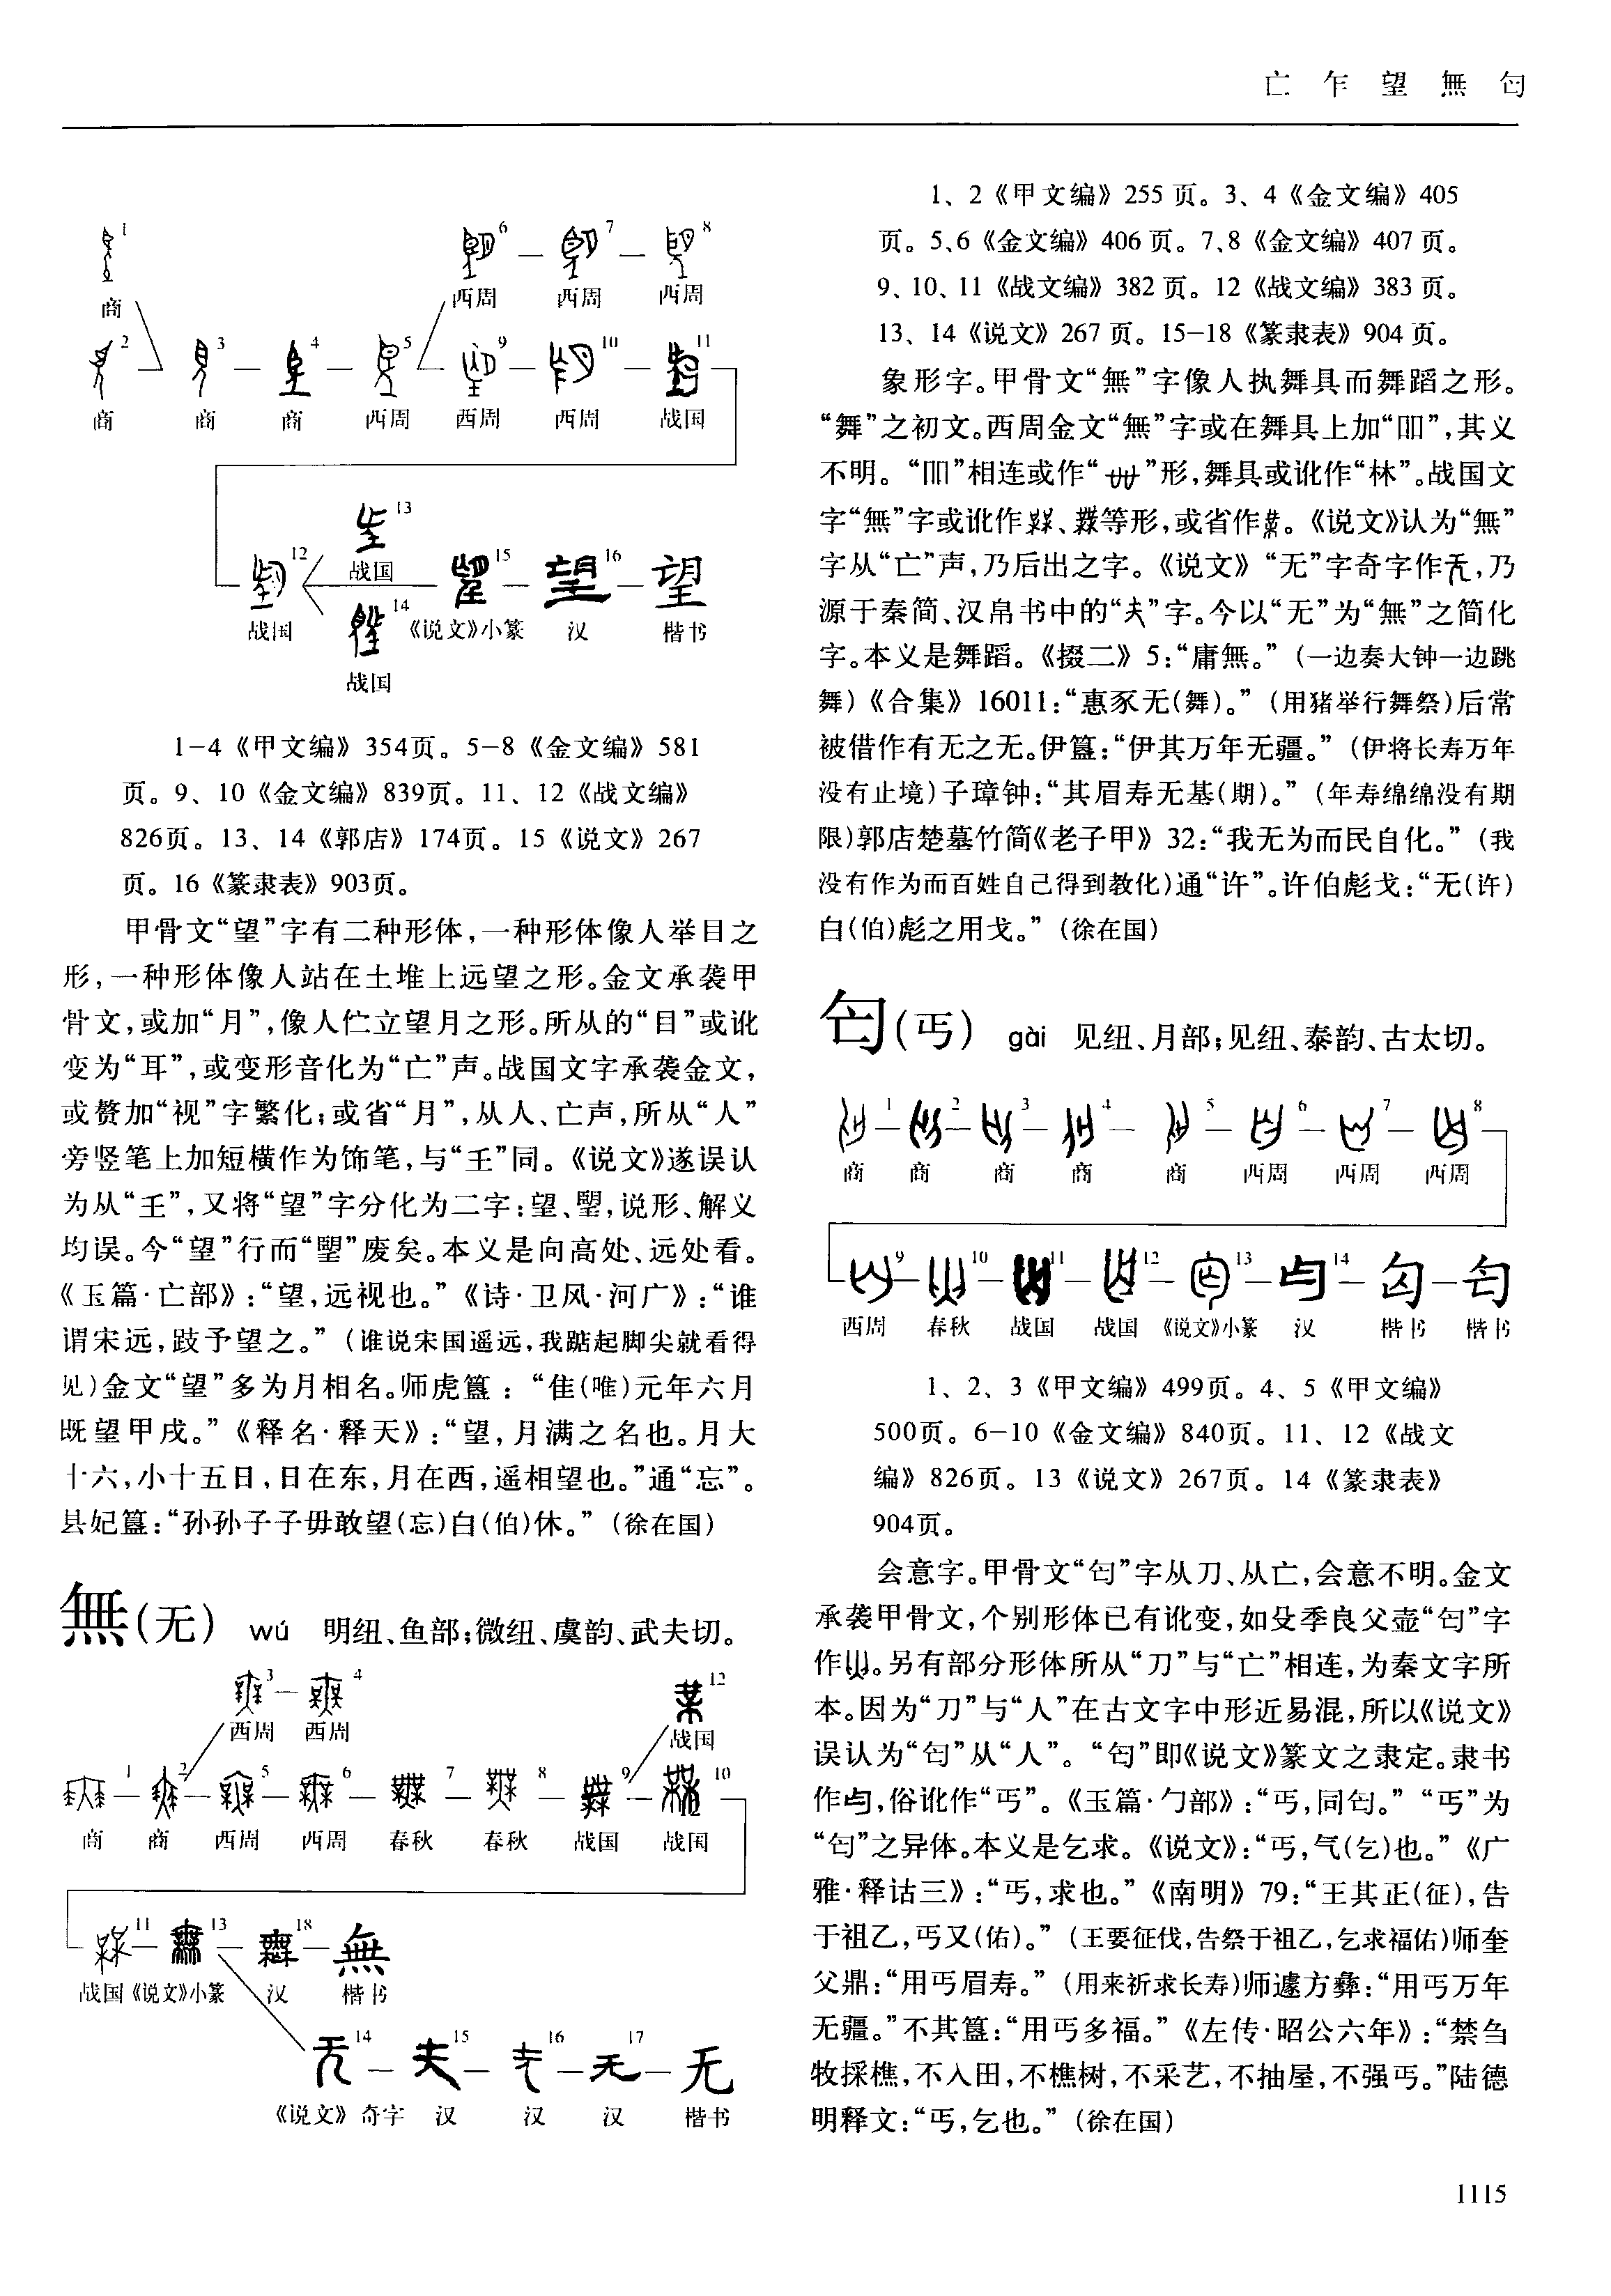 亡 乍 望 無 匄
1
商
6 7 8
西周 西周 西周
2 3 4 5 9 10 11
商 商 商 西周 西周 西周 战国
13
战国
12 15 16 望
14
战国 《说文》小篆 汉 楷书
战国
1-4《甲文编》354页。5-8《金文编》581
页。9、10《金文编》839页。11、12《战文编》
826页。13、14《郭店》174页。15《说文》267
页。16《篆隶表》903页。
甲骨文“望”字有二种形体，一种形体像人举目之
形，一种形体像人站在土堆上远望之形。金文承袭甲
骨文，或加“月”，像人伫立望月之形。所从的“目”或讹
变为“耳”，或变形音化为“亡”声。战国文字承袭金文，
或赘加“视”字繁化；或省“月”，从人、亡声，所从“人”
旁竖笔上加短横作为饰笔，与“𡈼”同。《说文》遂误认
为从“𡈼”，又将“望”字分化为二字：望、朢，说形、解义
均误。今“望”行而“朢”废矣。本义是向高处、远处看。
《玉篇·亡部》：“望，远视也。”《诗·卫风·河广》：“谁
谓宋远，跂予望之。”（谁说宋国遥远，我踮起脚尖就看得
见）金文“望”多为月相名。师虎簋：“隹（唯）元年六月
既望甲戌。”《释名·释天》：“望，月满之名也。月大
十六，小十五日，日在东，月在西，遥相望也。”通“忘”。
县妃簋：“孙孙子子毋敢望（忘）白（伯）休。”（徐在国）
無（无） wú 明纽、鱼部；微纽、虞韵、武夫切。
3 4 12
西周 西周 战国
1 2 5 6 7 8 9 10
商 商 西周 西周 春秋 春秋 战国 战国
11 13 18 無
战国 《说文》小篆 汉 楷书
14 15 16 17 无
《说文》奇字 汉 汉 汉 楷书
1、2《甲文编》255页。3、4《金文编》405
页。5、6《金文编》406页。7、8《金文编》407页。
9、10、11《战文编》382页。12《战文编》383页。
13、14《说文》267页。15-18《篆隶表》904页。
象形字。甲骨文“無”字像人执舞具而舞蹈之形。
“舞”之初文。西周金文“無”字或在舞具上加“吅”，其义
不明。“吅”相连或作“”形，舞具或讹作“林”。战国文
字“無”字或讹作、等形，或省作。《说文》认为“無”
字从“亡”声，乃后出之字。《说文》“无”字奇字作，乃
源于秦简、汉帛书中的“夫”字。今以“无”为“無”之简化
字。本义是舞蹈。《掇二》5：“庸無。”（一边奏大钟一边跳
舞）《合集》16011：“惠豕无（舞）。”（用猪举行舞祭）后常
被借作有无之无。伊簋：“伊其万年无疆。”（伊将长寿万年
没有止境）子璋钟：“其眉寿无基（期）。”（年寿绵绵没有期
限）郭店楚墓竹简《老子甲》32：“我无为而民自化。”（我
没有作为而百姓自己得到教化）通“许”。许伯彪戈：“无（许）
白（伯）彪之用戈。”（徐在国）
匄（丐） gài 见纽、月部；见纽、泰韵、古太切。
1 2 3 4 5 6 7 8
商 商 商 商 商 西周 西周 西周
9 10 11 12 13 14 匃 匄
西周 春秋 战国 战国 《说文》小篆 汉 楷书 楷书
1、2、3《甲文编》499页。4、5《甲文编》
500页。6-10《金文编》840页。11、12《战文
编》826页。13《说文》267页。14《篆隶表》
904页。
会意字。甲骨文“匄”字从刀、从亡，会意不明。金文
承袭甲骨文，个别形体已有讹变，如殳季良父壶“匄”字
作。另有部分形体所从“刀”与“亡”相连，为秦文字所
本。因为“刀”与“人”在古文字中形近易混，所以《说文》
误认为“匄”从“人”。“匄”即《说文》篆文之隶定。隶书
作，俗讹作“丐”。《玉篇·勹部》：“丐，同匄。”“丐”为
“匄”之异体。本义是乞求。《说文》：“丐，气（乞）也。”《广
雅·释诂三》：“丐，求也。”《南明》79：“王其正（征），告
于祖乙，丐又（佑）。”（王要征伐，告祭于祖乙，乞求福佑）师奎
父鼎：“用丐眉寿。”（用来祈求长寿）师遽方彝：“用丐万年
无疆。”不其簋：“用丐多福。”《左传·昭公六年》：“禁刍
牧採樵，不入田，不樵树，不采艺，不抽屋，不强丐。”陆德
明释文：“丐，乞也。”（徐在国）
1115